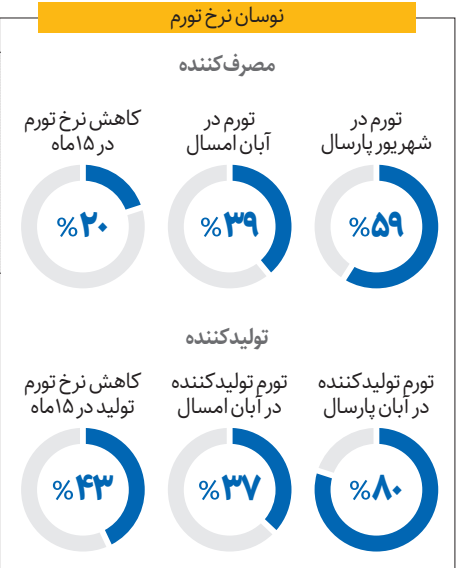 نوسان نرخ تورم
مصرف‌کننده
تورم در
شهریور پارسال
%۵۹
تورم در
آبان امسال
%۳۹
کاهش نرخ تورم
در ۱۵ماه
%۲۰
تولیدکننده
تورم تولیدکننده
در آبان پارسال
%۸۰
تورم تولیدکننده
در آبان امسال
%۳۷
کاهش نرخ تورم
تولید در ۱۵ماه
%۴۳